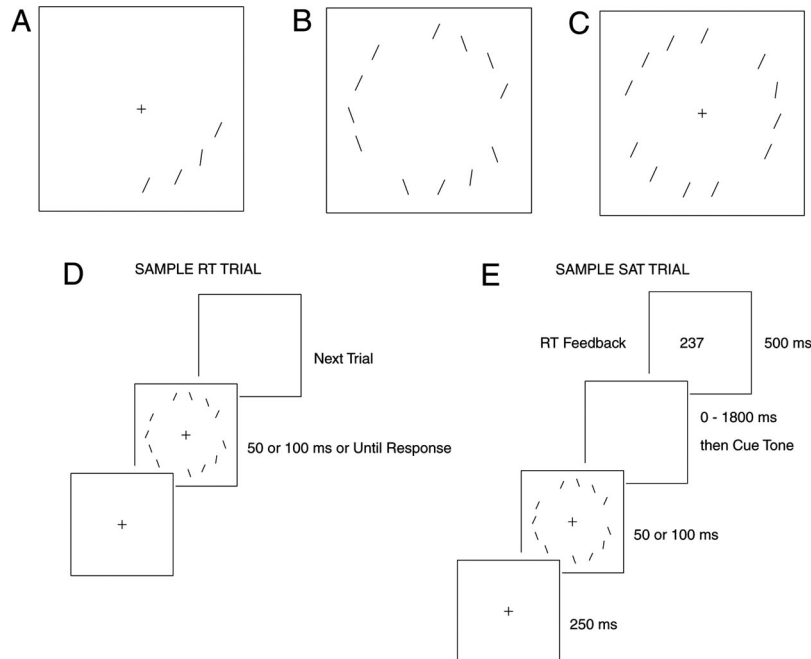 A
B
C
D
SAMPLE RT TRIAL
Next Trial
50 or 100 ms or Until Response
E
SAMPLE SAT TRIAL
RT Feedback
237
500 ms
0 - 1800 ms
then Cue Tone
50 or 100 ms
250 ms